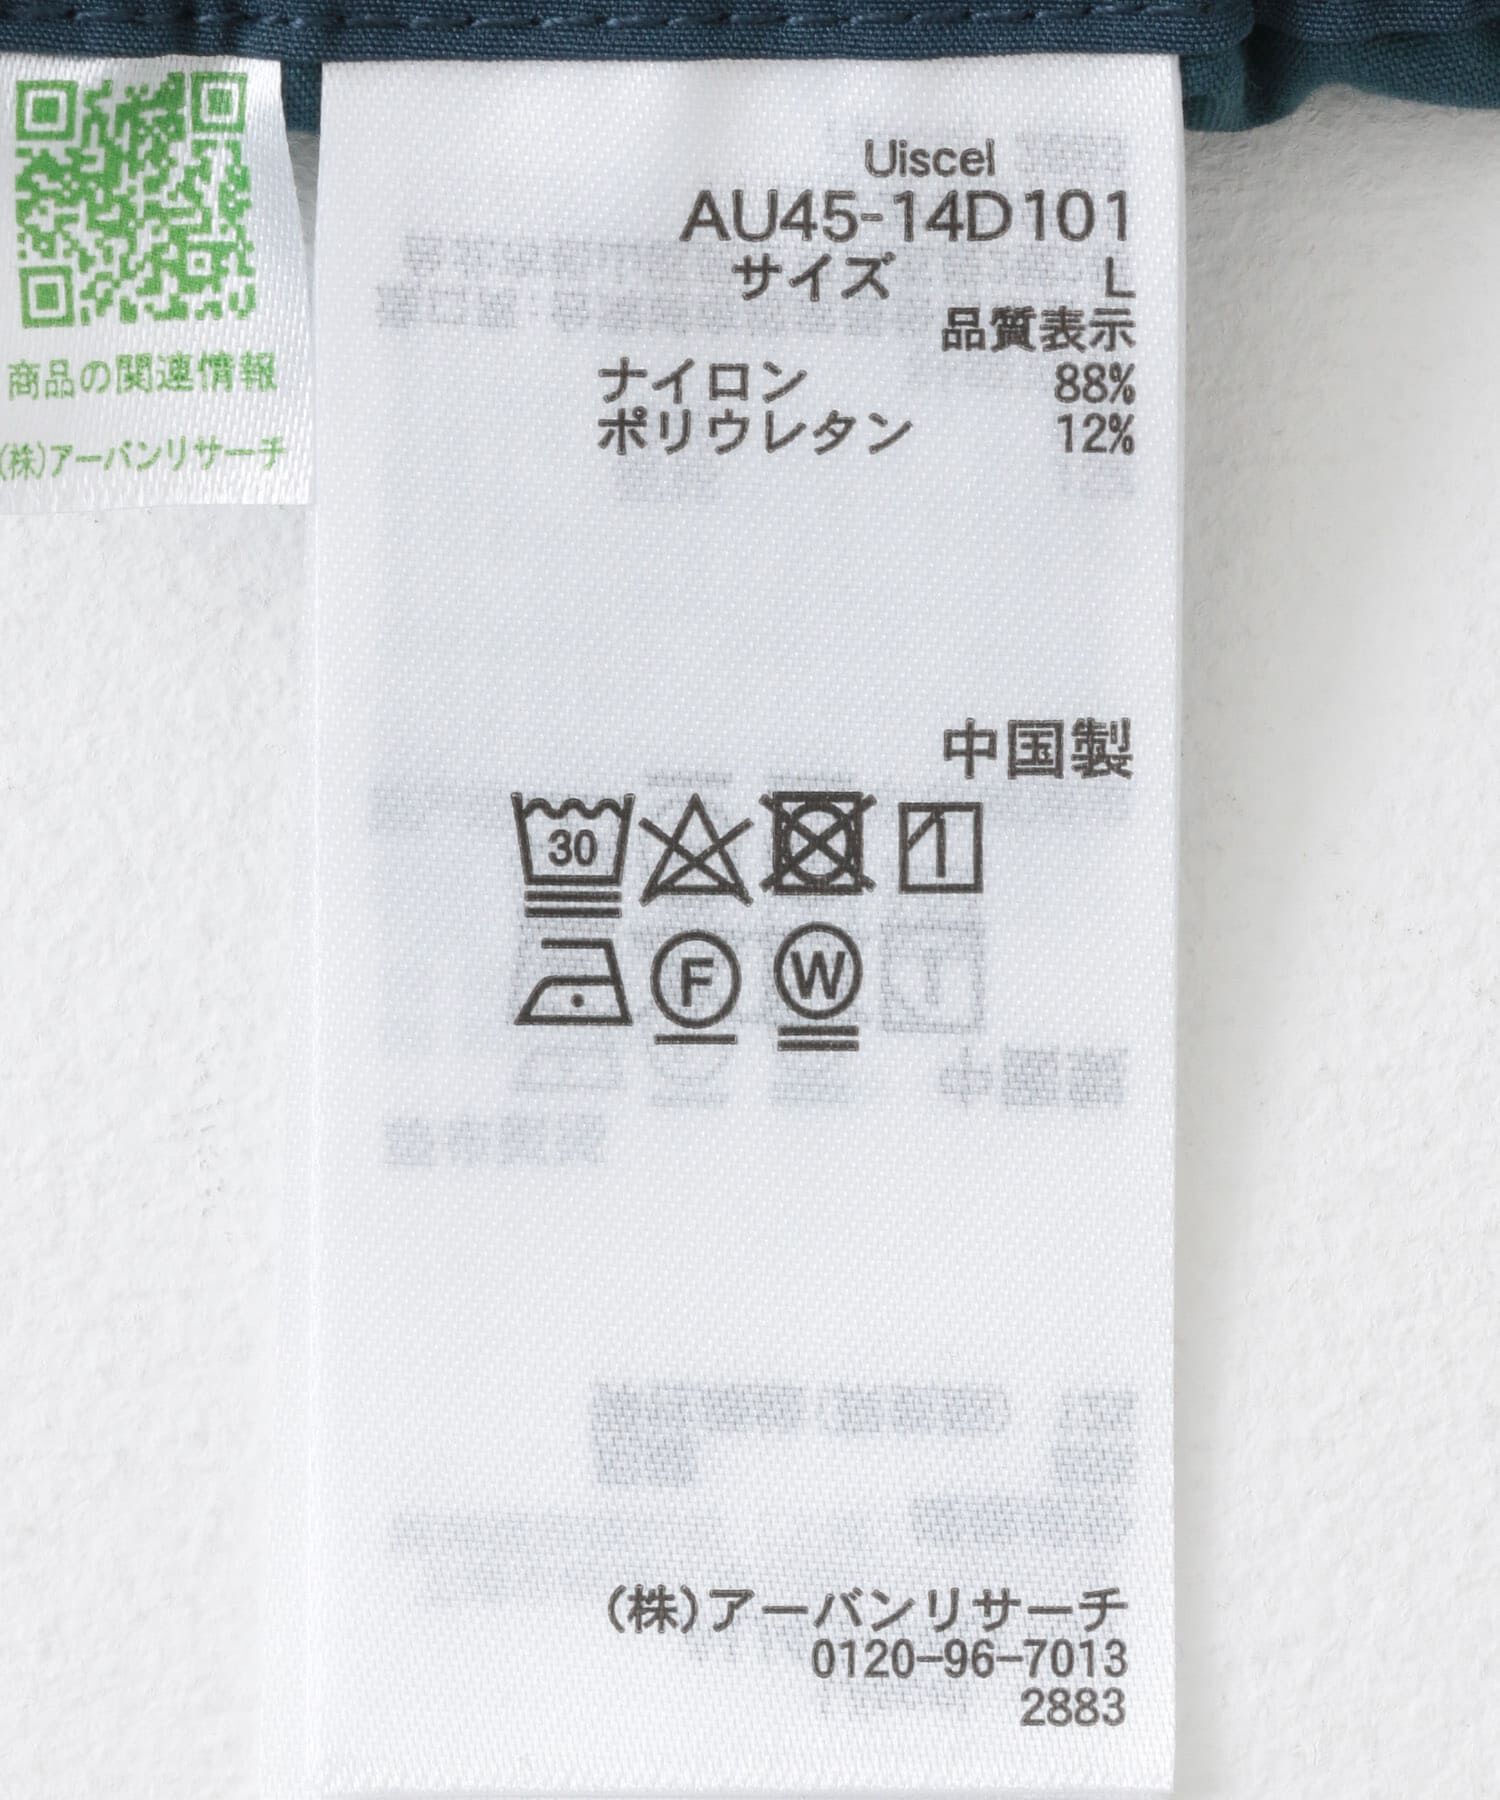 商品の関連情報
(株)アーバンリサーチ
Uiscel
AU45-14D101
サイズ L
品質表示
ナイロン 88%
ポリウレタン 12%
中国製
30
F W
(株)アーバンリサーチ
0120-96-7013
2883